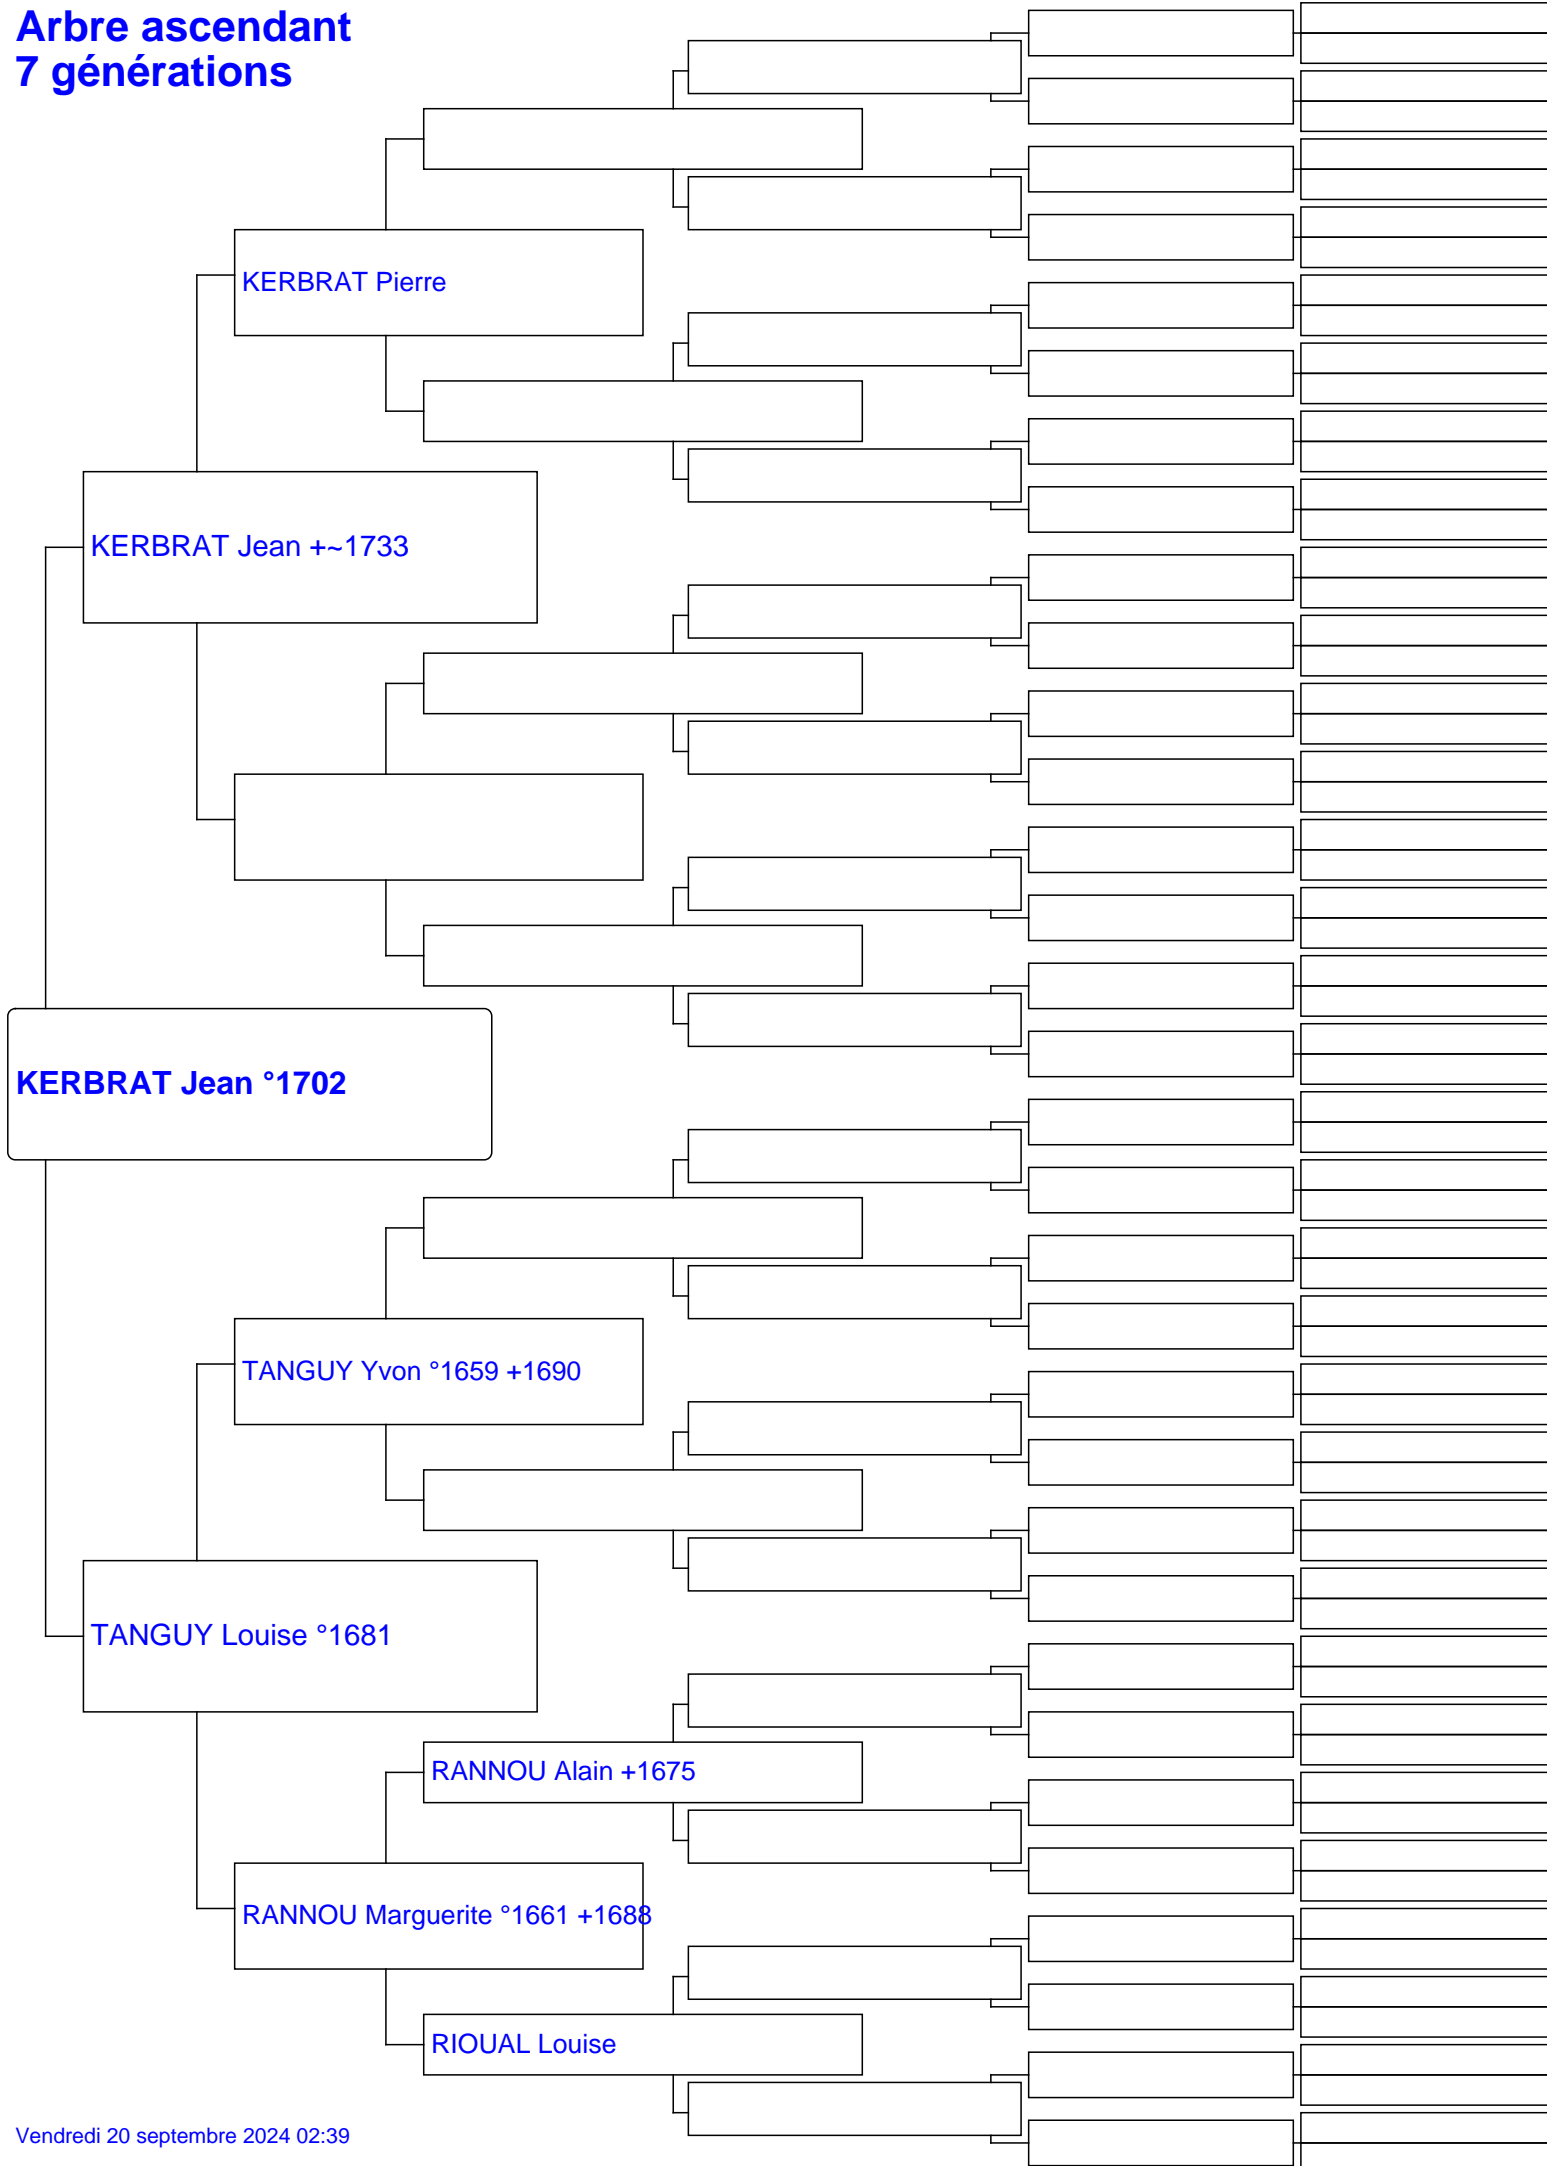 Arbre ascendant
7 générations
KERBRAT Pierre
KERBRAT Jean +~1733
KERBRAT Jean °1702
TANGUY Yvon °1659 +1690
TANGUY Louise °1681
RANNOU Alain +1675
RANNOU Marguerite °1661 +1688
RIOUAL Louise
Vendredi 20 septembre 2024 02:39